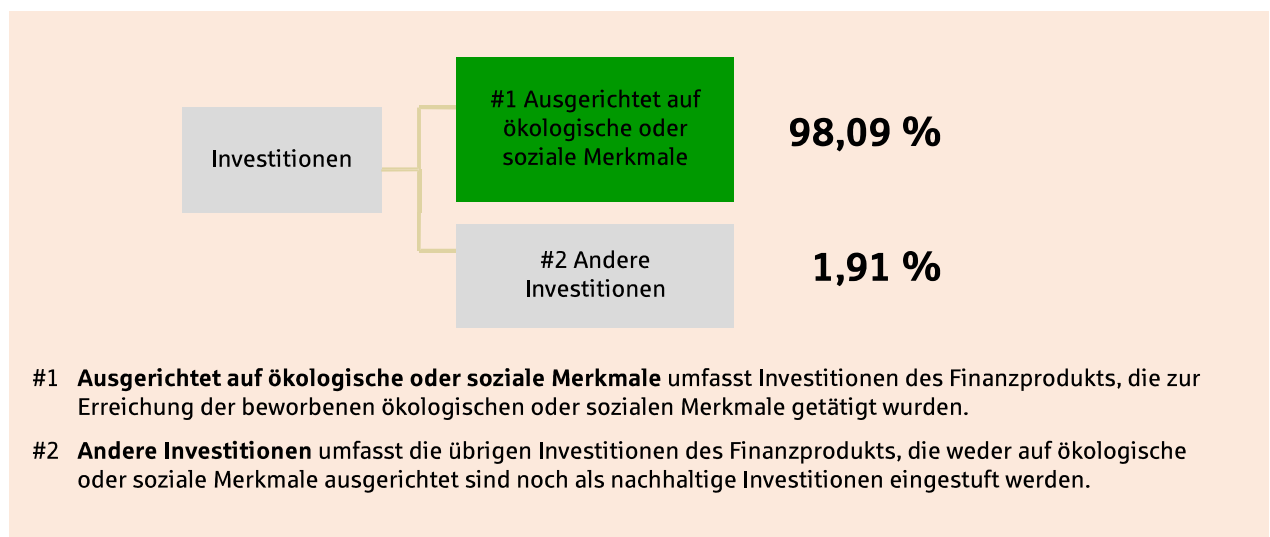 Investitionen
#1 Ausgerichtet auf
ökologische oder
soziale Merkmale
98,09 %
#2 Andere
Investitionen
1,91 %
#1 Ausgerichtet auf ökologische oder soziale Merkmale umfasst Investitionen des Finanzprodukts, die zur
Erreichung der beworbenen ökologischen oder sozialen Merkmale getätigt wurden.
#2 Andere Investitionen umfasst die übrigen Investitionen des Finanzprodukts, die weder auf ökologische
oder soziale Merkmale ausgerichtet sind noch als nachhaltige Investitionen eingestuft werden.